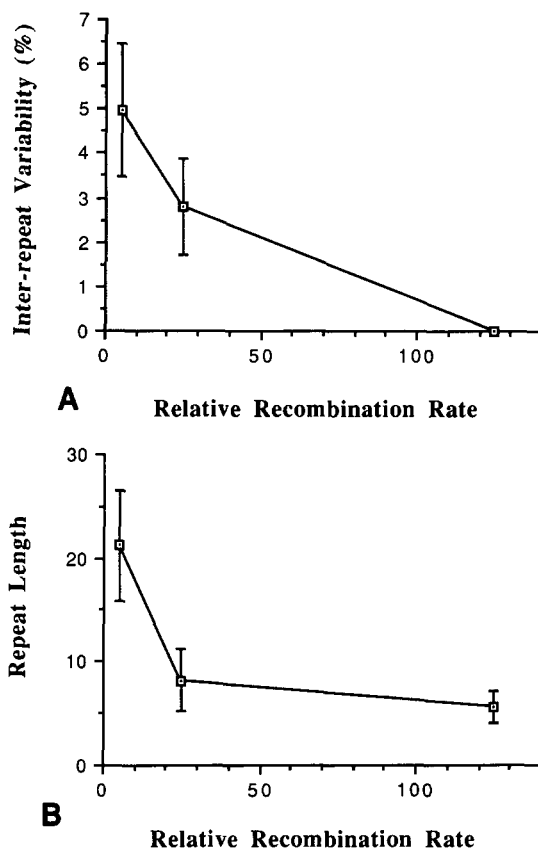 Inter-repeat Variability (%)
7
6
5
4
3
2
1
0
0 50 100
A
Relative Recombination Rate
Repeat Length
30
20
10
0
0 50 100
B
Relative Recombination Rate